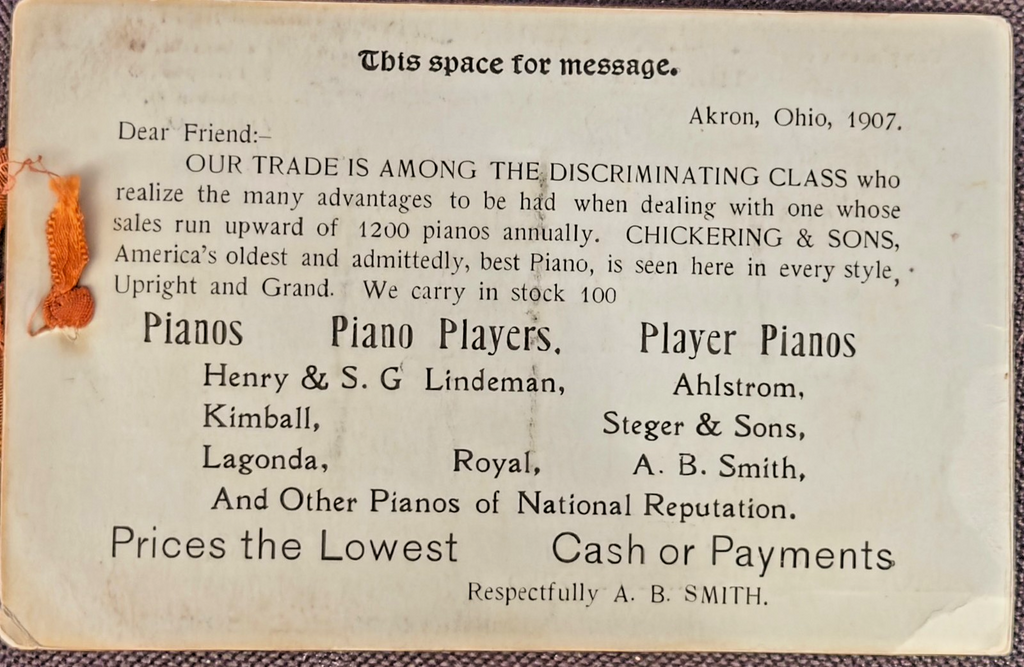 This space for message.
Akron, Ohio, 1907.
Dear Friend:-
OUR TRADE IS AMONG THE DISCRIMINATING CLASS who
realize the many advantages to be had when dealing with one whose
sales run upward of 1200 pianos annually. CHICKERING & SONS,
America's oldest and admittedly, best Piano, is seen here in every style,
Upright and Grand. We carry in stock 100
Pianos Piano Players. Player Pianos
Henry & S. G Lindeman, Ahlstrom,
Kimball, Steger & Sons,
Lagonda, Royal, A. B. Smith,
And Other Pianos of National Reputation.
Prices the Lowest Cash or Payments
Respectfully A. B. SMITH.